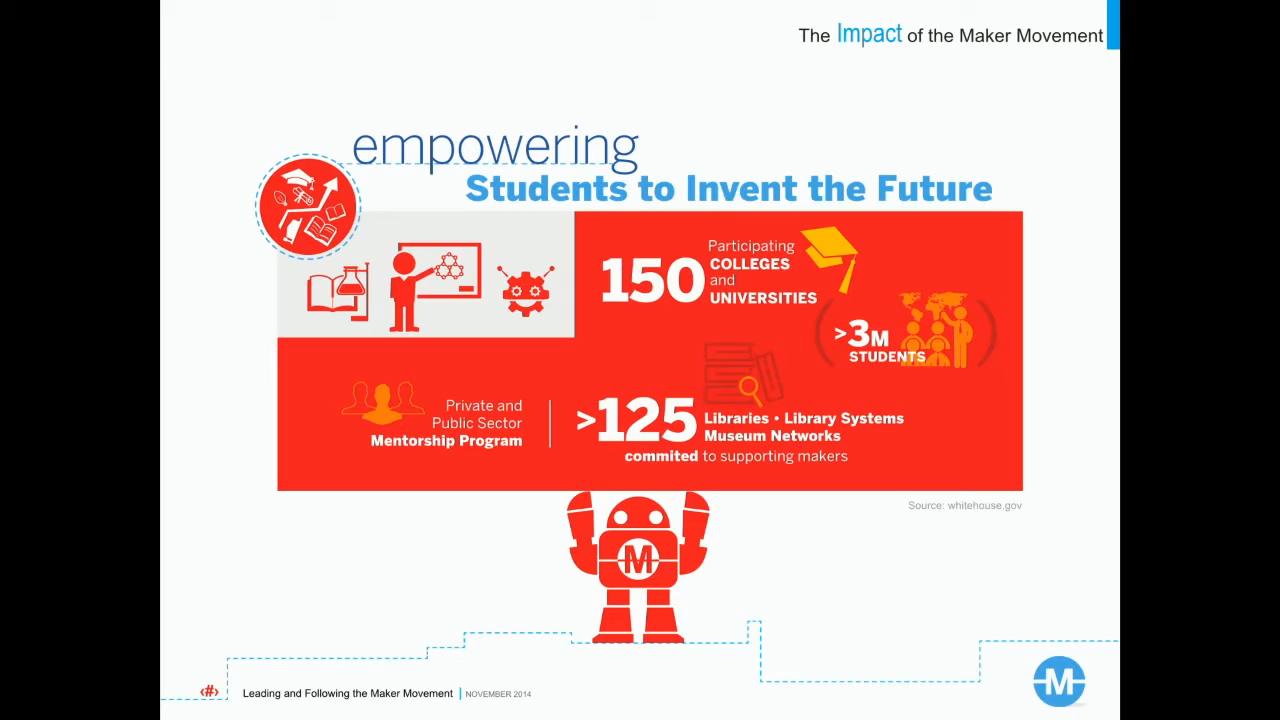 The Impact of the Maker Movement
empowering
Students to Invent the Future
150
Participating
COLLEGES
and
UNIVERSITIES
>3M
STUDENTS
Private and
Public Sector
Mentorship Program
>125
Libraries • Library Systems
Museum Networks
commited to supporting makers
Source: whitehouse.gov
M
‹#›
Leading and Following the Maker Movement | NOVEMBER 2014
M